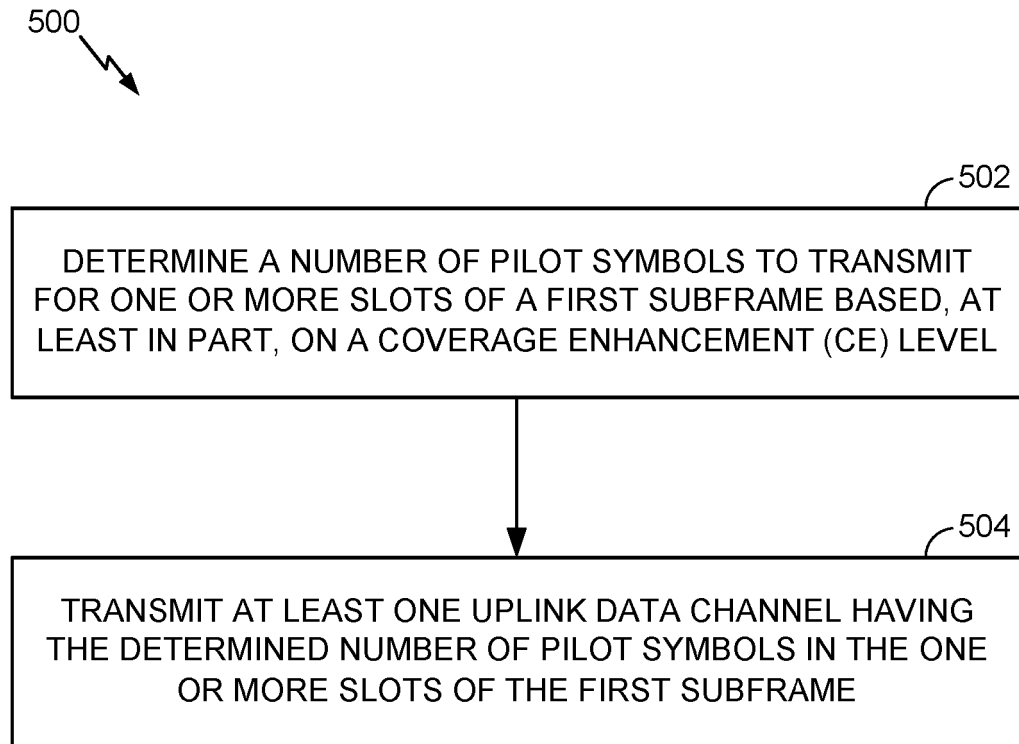 500
502
DETERMINE A NUMBER OF PILOT SYMBOLS TO TRANSMIT
FOR ONE OR MORE SLOTS OF A FIRST SUBFRAME BASED, AT
LEAST IN PART, ON A COVERAGE ENHANCEMENT (CE) LEVEL
504
TRANSMIT AT LEAST ONE UPLINK DATA CHANNEL HAVING
THE DETERMINED NUMBER OF PILOT SYMBOLS IN THE ONE
OR MORE SLOTS OF THE FIRST SUBFRAME